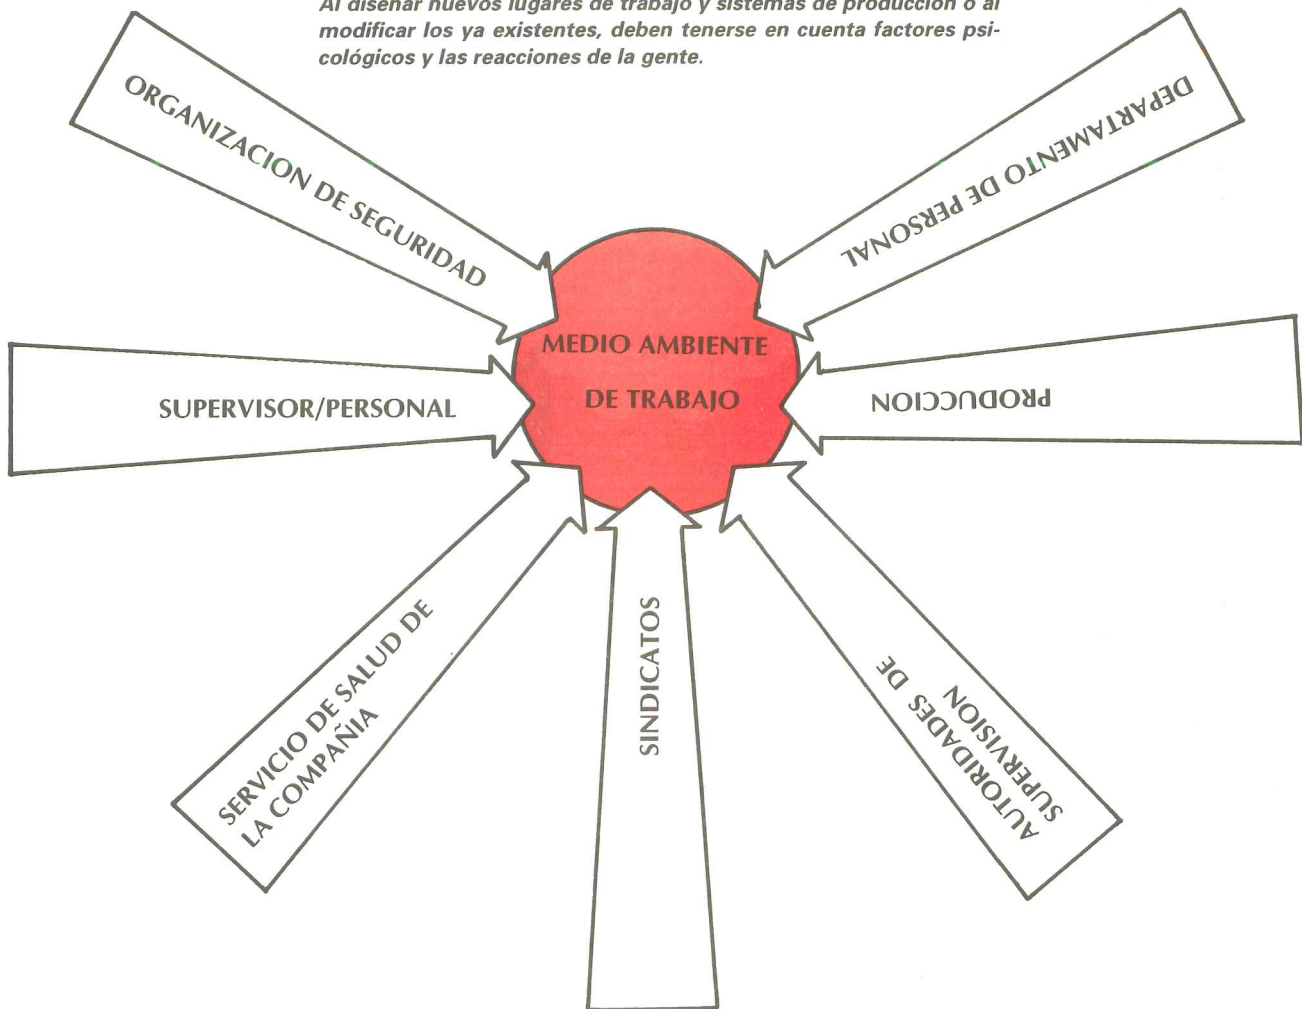 Al diseñar nuevos lugares de trabajo y sistemas de producción o al
modificar los ya existentes, deben tenerse en cuenta factores psi-
cológicos y las reacciones de la gente.
ORGANIZACION DE SEGURIDAD
DEPARTAMENTO DE PERSONAL
MEDIO AMBIENTE
DE TRABAJO
SUPERVISOR/PERSONAL
PRODUCCION
SERVICIO DE SALUD DE
LA COMPAÑIA
SINDICATOS
AUTORIDADES DE
SUPERVISION